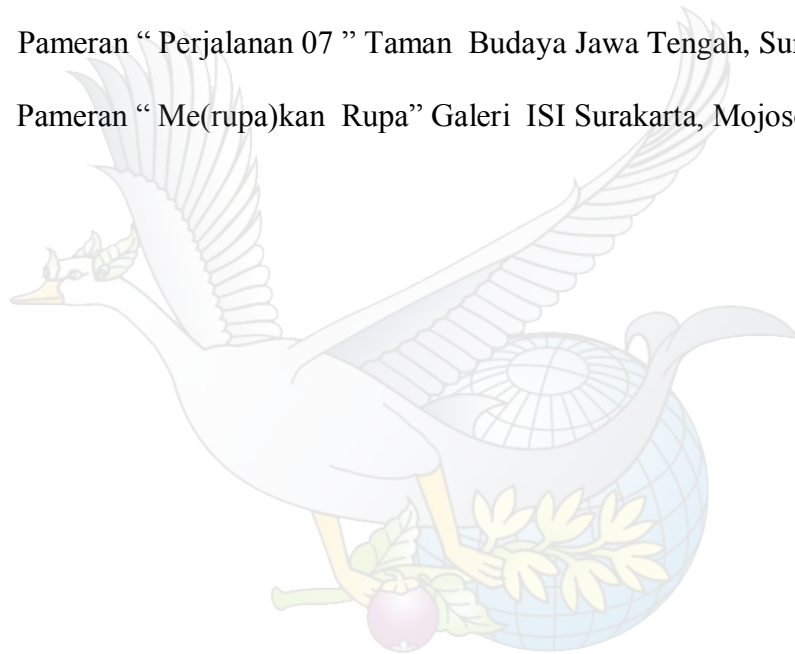 Pameran “ Perjalanan 07 ” Taman Budaya Jawa Tengah,
Pameran “ Me(rupa)kan Rupa” Galeri ISI Surakarta,